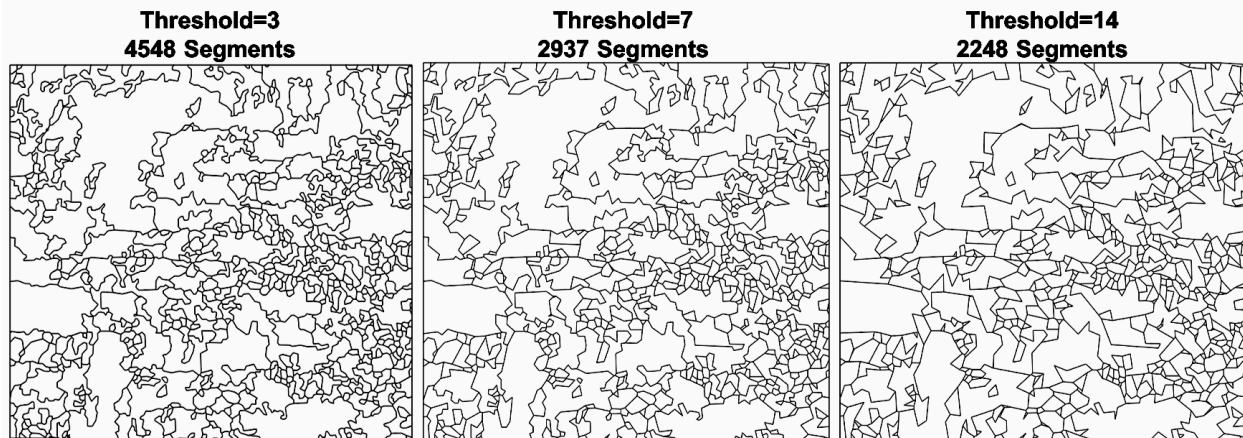 Threshold=3
4548 Segments
Threshold=7
2937 Segments
Threshold=14
2248 Segments